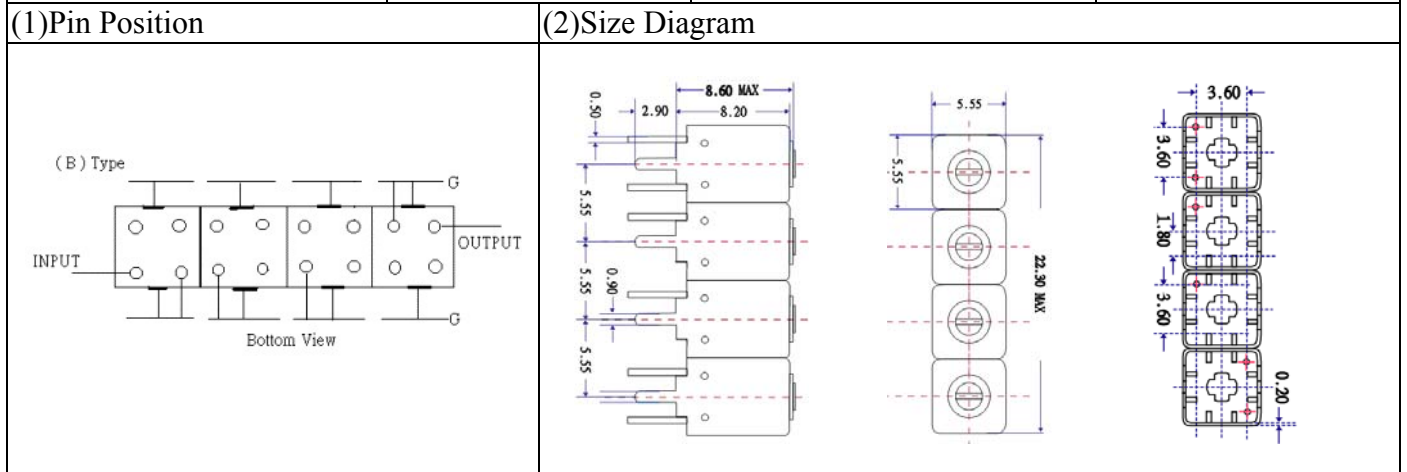 (1)Pin Position
(2)Size Diagram
(B) Type
G
INPUT
OUTPUT
G
Bottom View
8.60 MAX
0.50
2.90
8.20
5.55
5.55
0.90
5.55
5.55
5.55
22.30 MAX
3.60
3.60
1.80
3.60
0.20